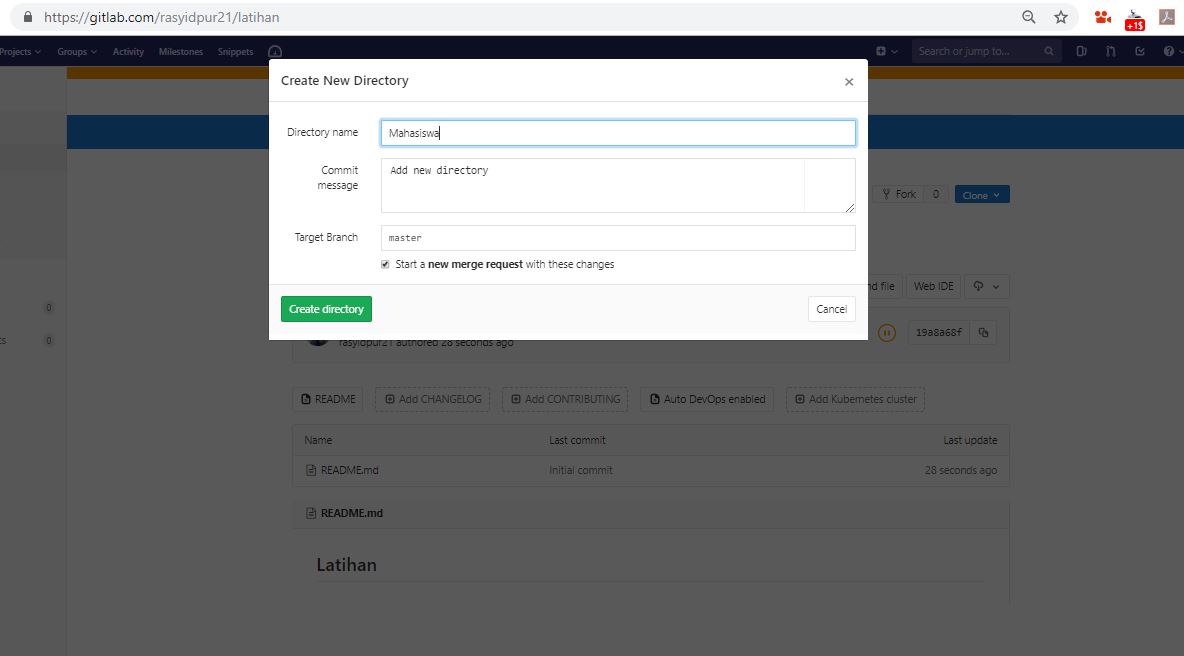 https://gitlab.com/rasyidpur21/latihan
+1$
Projects Groups Activity Milestones Snippets Search or jump to...
Create New Directory
Directory name Mahasiswa
Commit message Add new directory
Target Branch master
Start a new merge request with these changes
Create directory Cancel
Fork 0 Clone
nd file Web IDE
0
0
rasyidpur21 authored 28 seconds ago
19a8a68f
README Add CHANGELOG Add CONTRIBUTING Auto DevOps enabled Add Kubernetes cluster
Name Last commit Last update
README.md Initial commit 28 seconds ago
README.md
Latihan